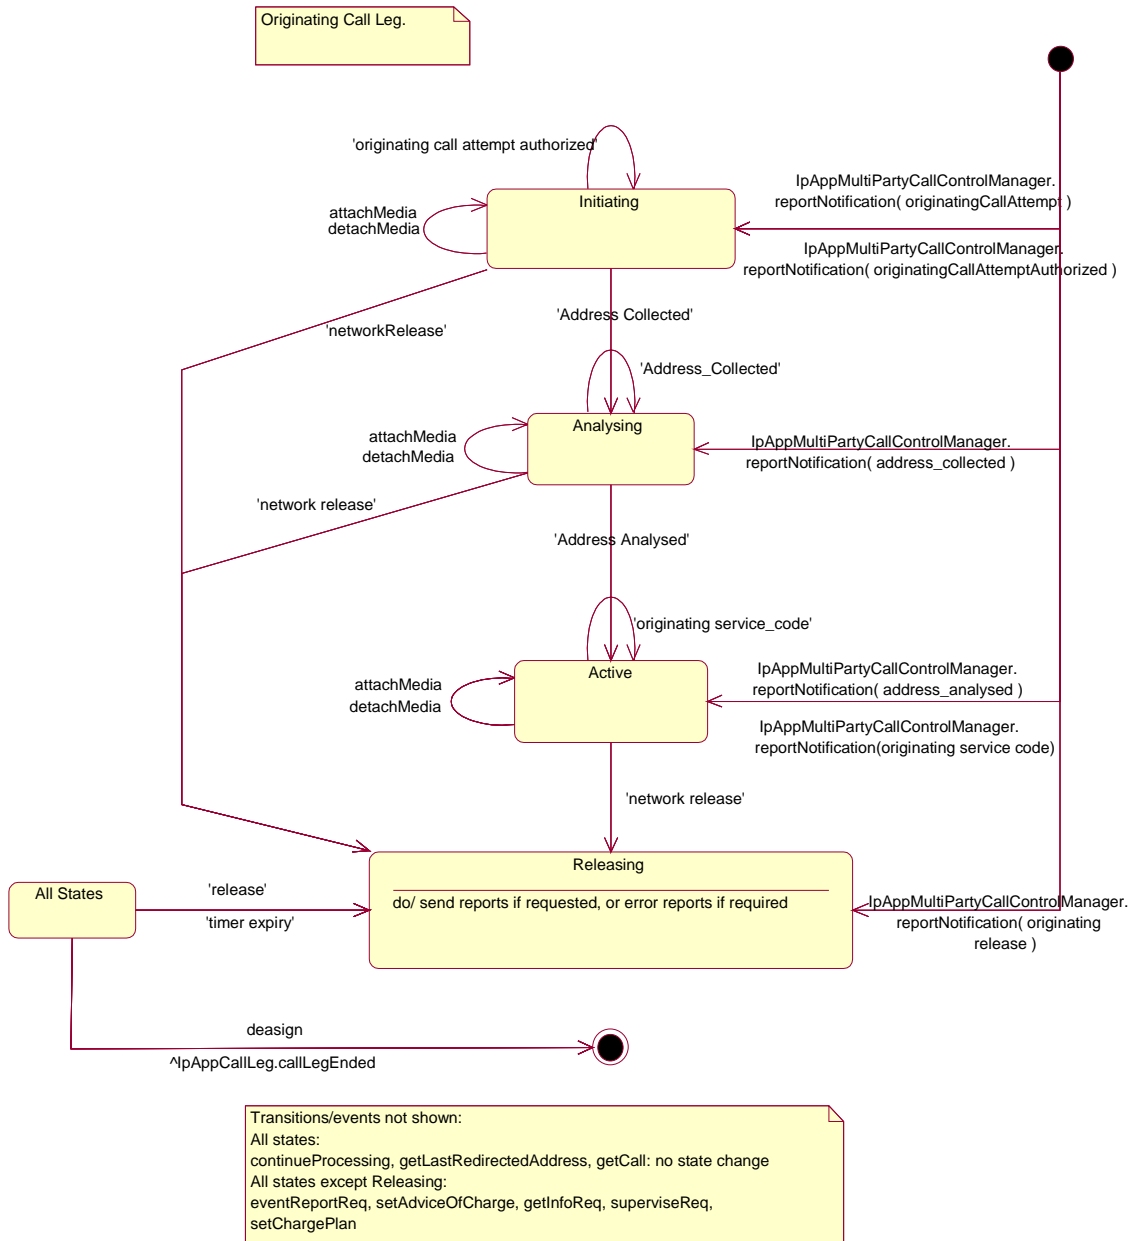 Originating Call Leg.
'originating call attempt authorized'
Initiating
attachMedia
detachMedia
IpAppMultiPartyCallControlManager.
reportNotification( originatingCallAttempt )
IpAppMultiPartyCallControlManager.
reportNotification( originatingCallAttemptAuthorized )
'Address Collected'
'networkRelease'
'Address_Collected'
Analysing
attachMedia
detachMedia
IpAppMultiPartyCallControlManager.
reportNotification( address_collected )
'network release'
'Address Analysed'
'originating service_code'
Active
attachMedia
detachMedia
IpAppMultiPartyCallControlManager.
reportNotification( address_analysed )
IpAppMultiPartyCallControlManager.
reportNotification(originating service code)
'network release'
Releasing
do/ send reports if requested, or error reports if required
All States
'release'
'timer expiry'
IpAppMultiPartyCallControlManager.
reportNotification( originating
release )
deasign
^IpAppCallLeg.callLegEnded
Transitions/events not shown:
All states:
continueProcessing, getLastRedirectedAddress, getCall: no state change
All states except Releasing:
eventReportReq, setAdviceOfCharge, getInfoReq, superviseReq,
setChargePlan